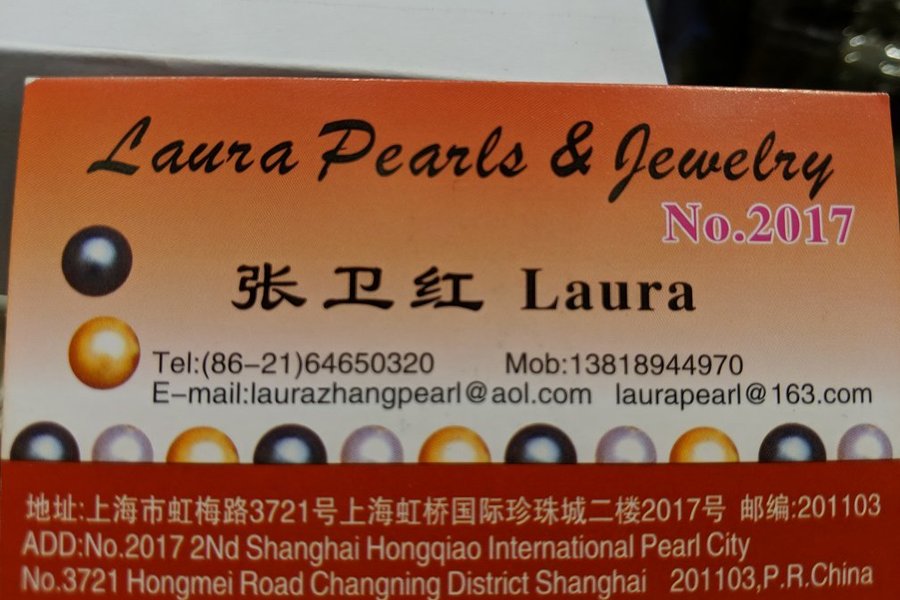 Laura Pearls & Jewelry
No.2017
张卫红 Laura
Tel:(86-21)64650320 Mob:13818944970
E-mail:laurazhangpearl@aol.com laurapearl@163.com
地址:上海市虹梅路3721号上海虹桥国际珍珠城二楼2017号 邮编:201103
ADD:No.2017 2Nd Shanghai Hongqiao International Pearl City
No.3721 Hongmei Road Changning District Shanghai 201103,P.R.China